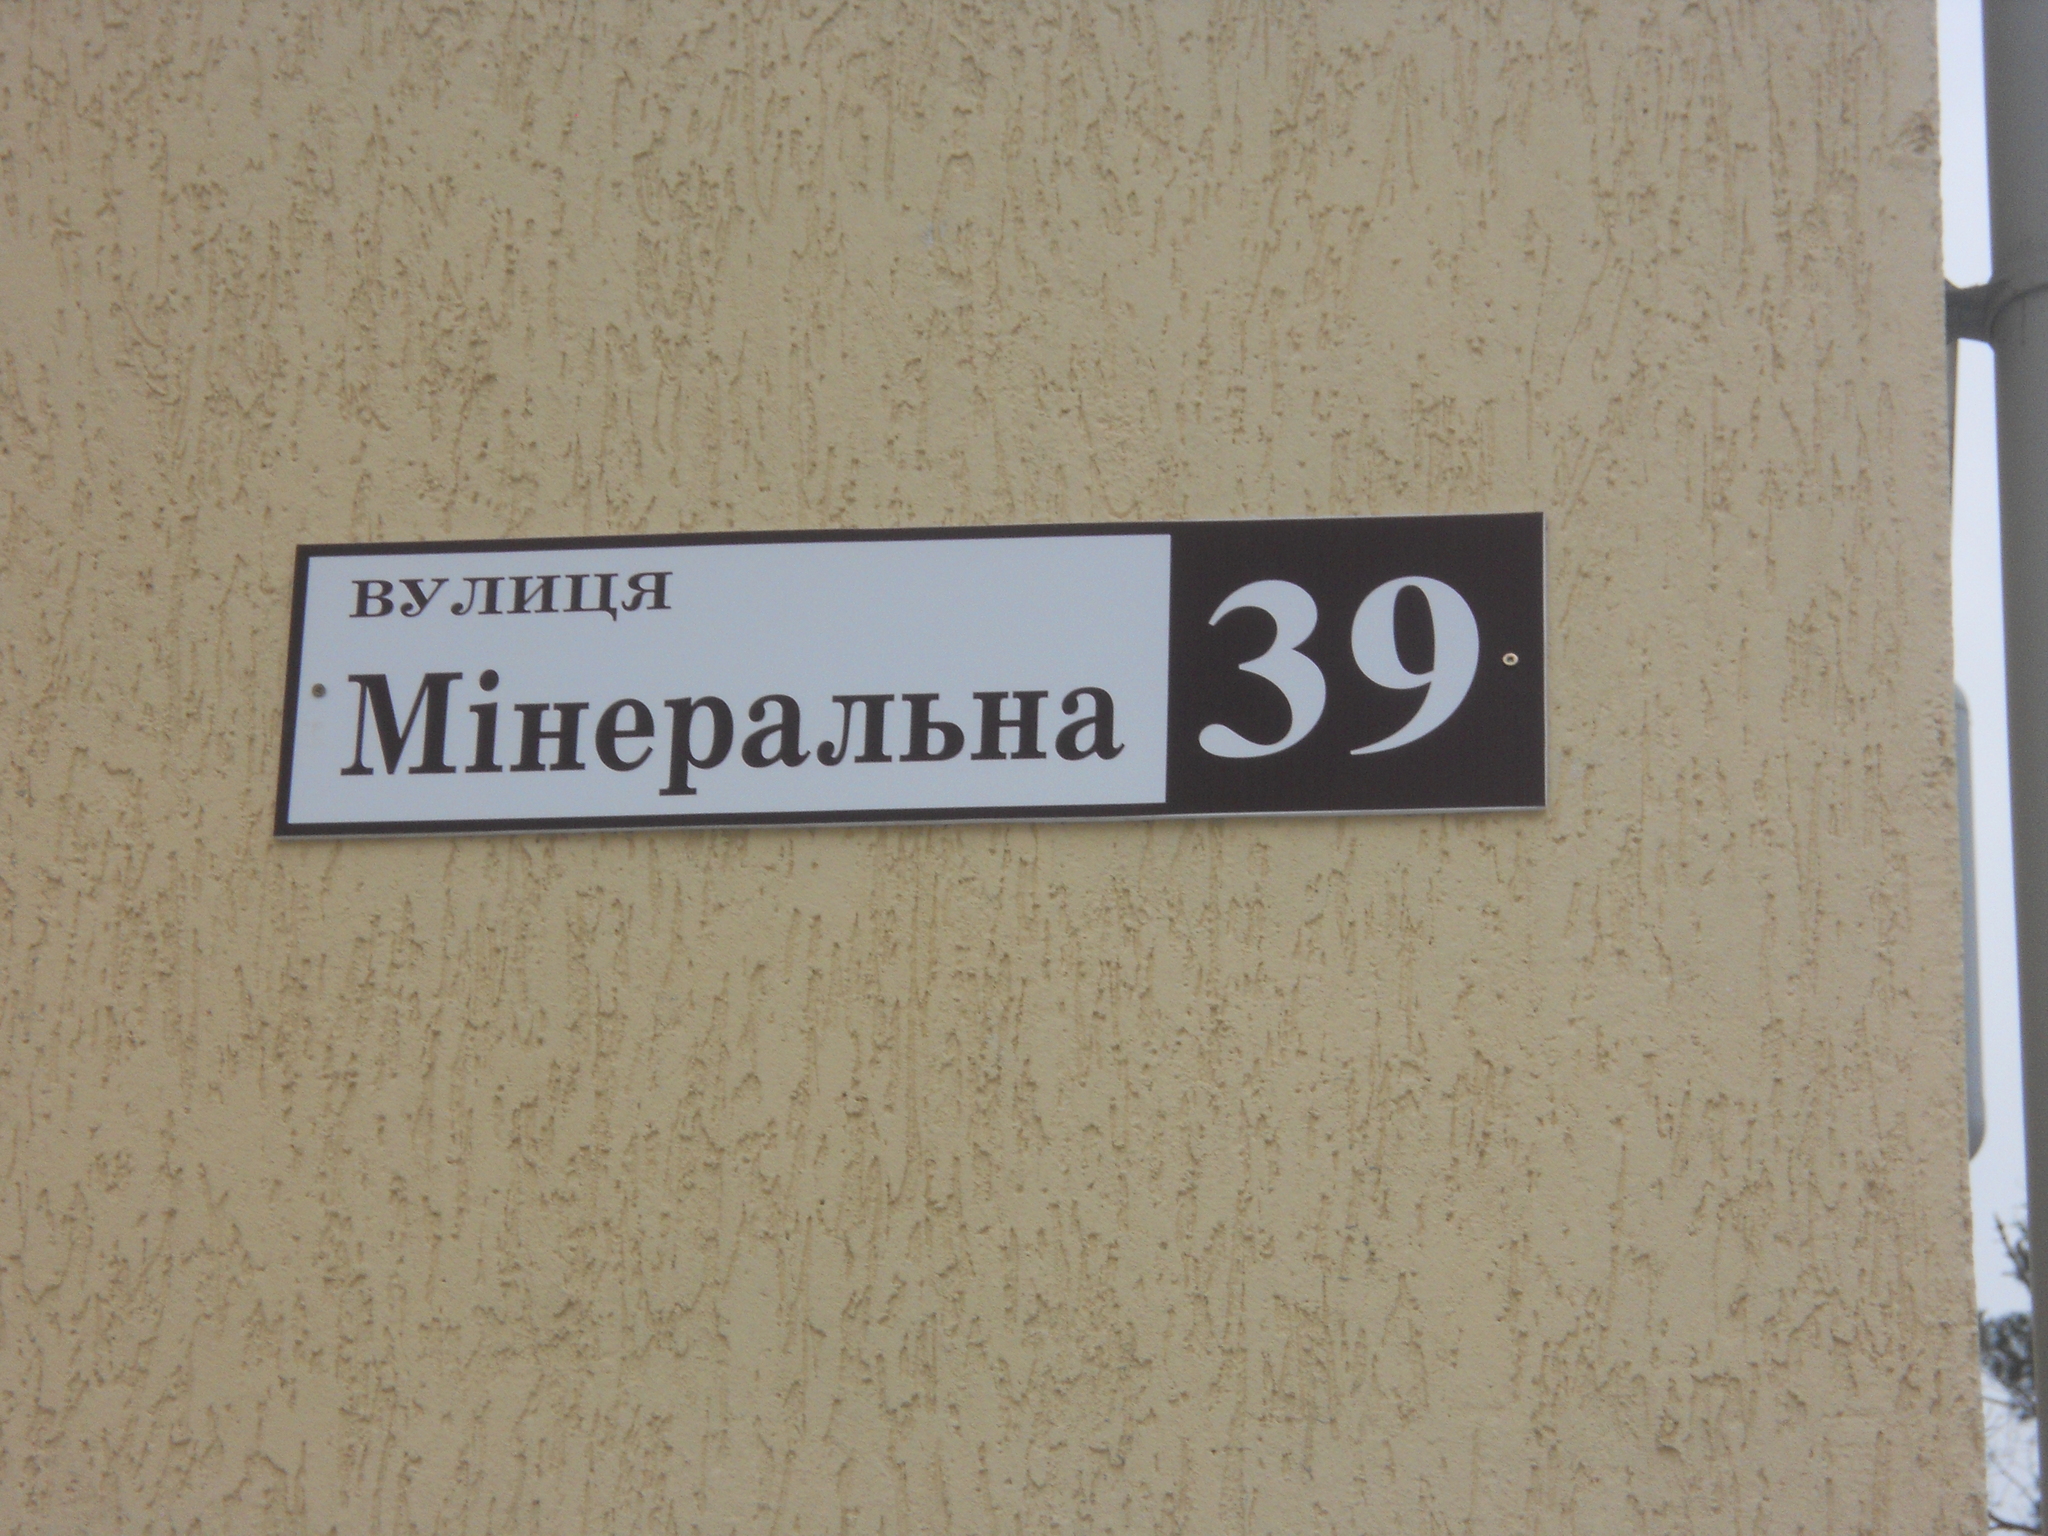 вулиця
Мінеральна
39